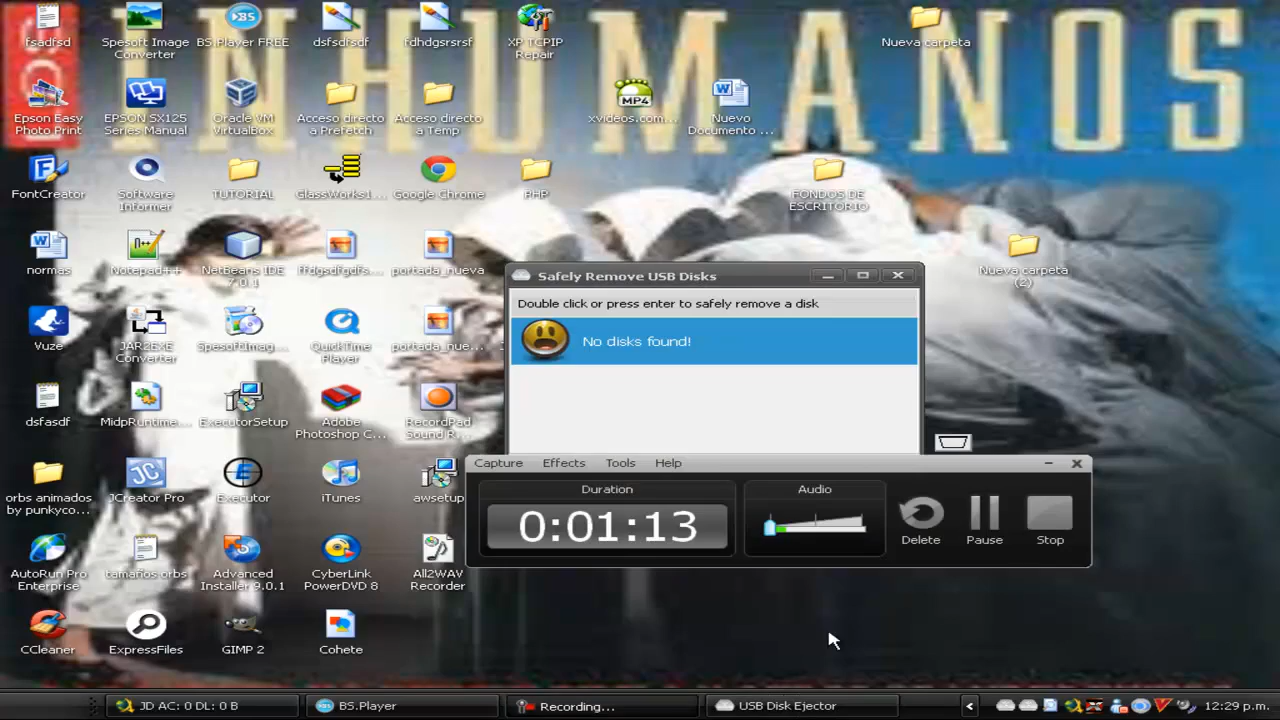 INHUMANOS
fsadfsd
Spesoft Image
Converter
BS.Player FREE
dsfsdfsdf
fdhdgsrsrsf
XP TCPIP
Repair
Nueva carpeta
Epson Easy
Photo Print
EPSON SX125
Series Manual
Oracle VM
VirtualBox
Acceso directo
a Prefetch
Acceso directo
a Temp
MP4
xvideos.com...
Nuevo
Documento ...
FontCreator
Software
Informer
TUTORIAL
GlassWorks1...
Google Chrome
PHP
FONDOS DE
ESCRITORIO
normas
Notepad++
NetBeans IDE
7.0.1
ffdgsdfgdfs...
portada_nueva
Nueva carpeta
(2)
Safely Remove USB Disks
Double click or press enter to safely remove a disk
No disks found!
Vuze
JAR2EXE
Converter
SpesoftImag...
QuickTime
Player
portada_nue...
dsfasdf
MidpRuntime...
ExecutorSetup
Adobe
Photoshop C...
RecordPad
Sound R...
Capture Effects Tools Help
Duration
Audio
0:01:13
Delete
Pause
Stop
orbs animados
by punkyco...
JCreator Pro
Executor
iTunes
awsetup
AutoRun Pro
Enterprise
tamaños orbs
Advanced
Installer 9.0.1
CyberLink
PowerDVD 8
All2WAV
Recorder
CCleaner
ExpressFiles
GIMP 2
Cohete
JD AC: 0 DL: 0 B
BS.Player
Recording...
USB Disk Ejector
12:29 p.m.